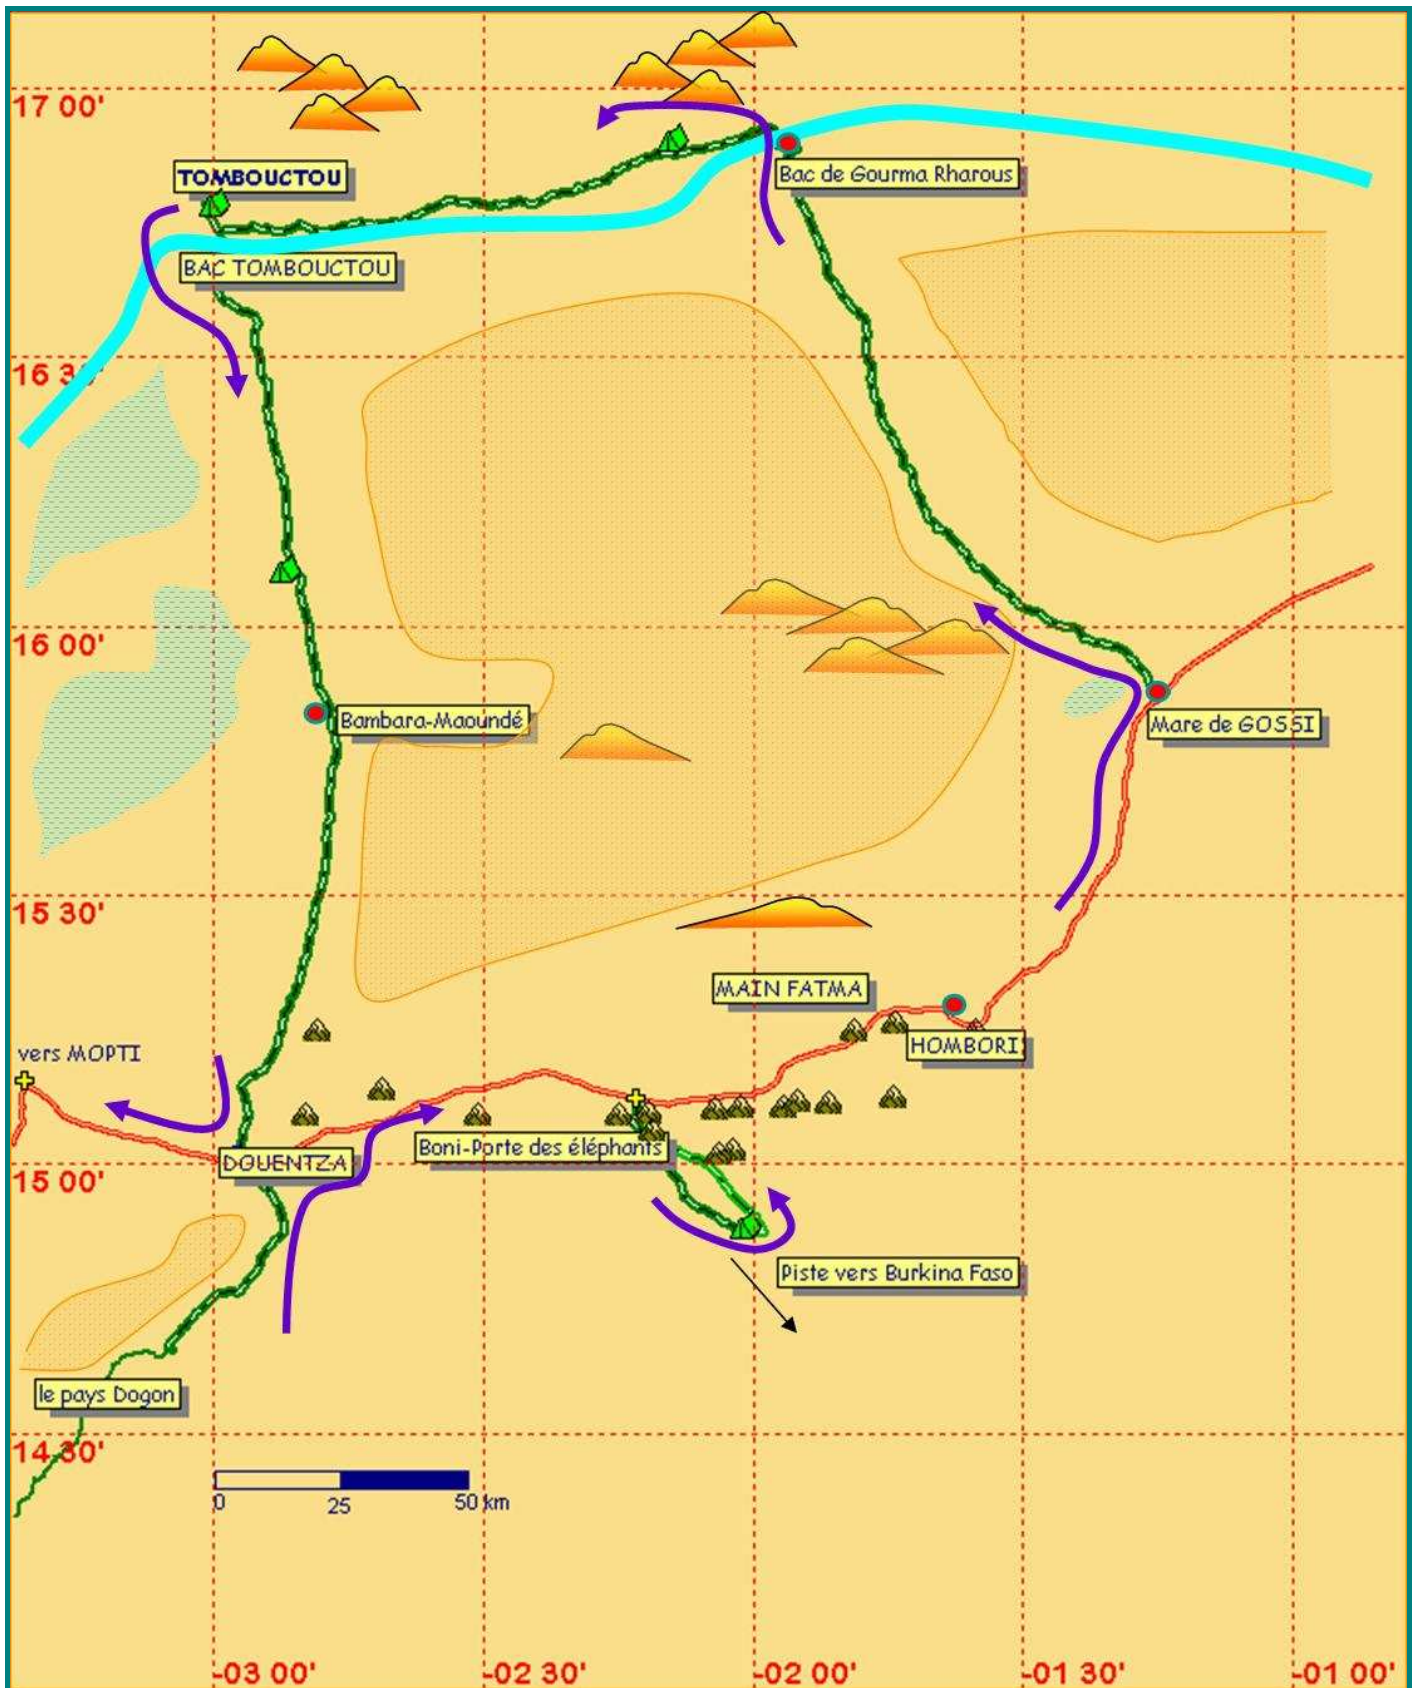 17 00'
TOMBOUCTOU
Bac de Gourma Rharous
BAC TOMBOUCTOU
16 30'
16 00'
Bambara-Maoundé
Mare de GOSSI
15 30'
MAIN FATMA
HOMBORI
vers MOPTI
Boni-Porte des éléphants
DOUENTZA
15 00'
Piste vers Burkina Faso
le pays Dogon
14 30'
0 25 50 km
-03 00' -02 30' -02 00' -01 30' -01 00'